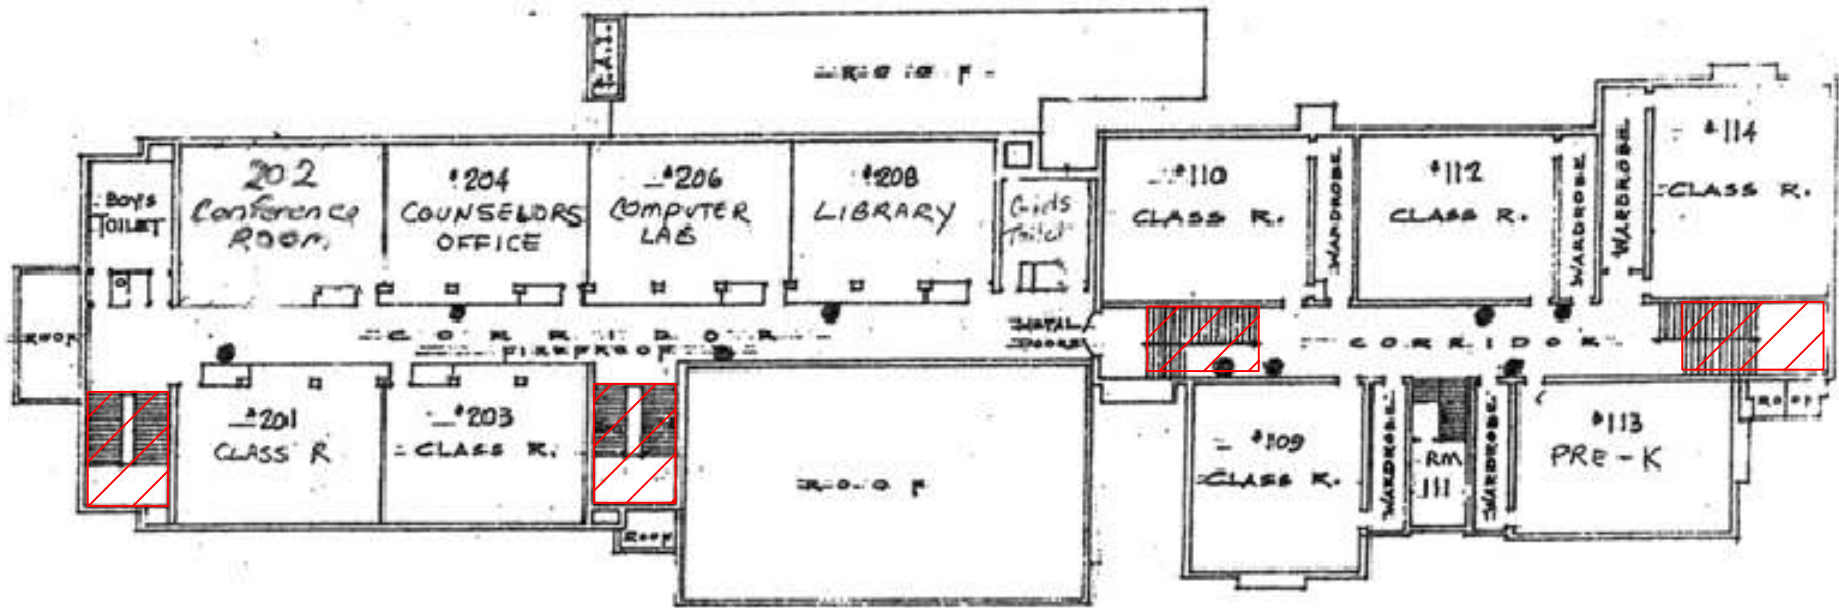 ROOF
BOYS
TOILET
202
Conference
ROOM
#204
COUNSELORS
OFFICE
#206
COMPUTER
LAB
#208
LIBRARY
Girls
Toilet
#110
CLASS R.
WARDROBE
#112
CLASS R.
WARDROBE
WARDROBE
#114
CLASS R.
ROOF
CORRIDOR
FIREPROOF
METAL
DOORS
CORRIDOR
#201
CLASS R
#203
CLASS R.
ROOF
ROOF
#109
CLASS R.
WARDROBE
RM
111
WARDROBE
#113
PRE-K
ROOF